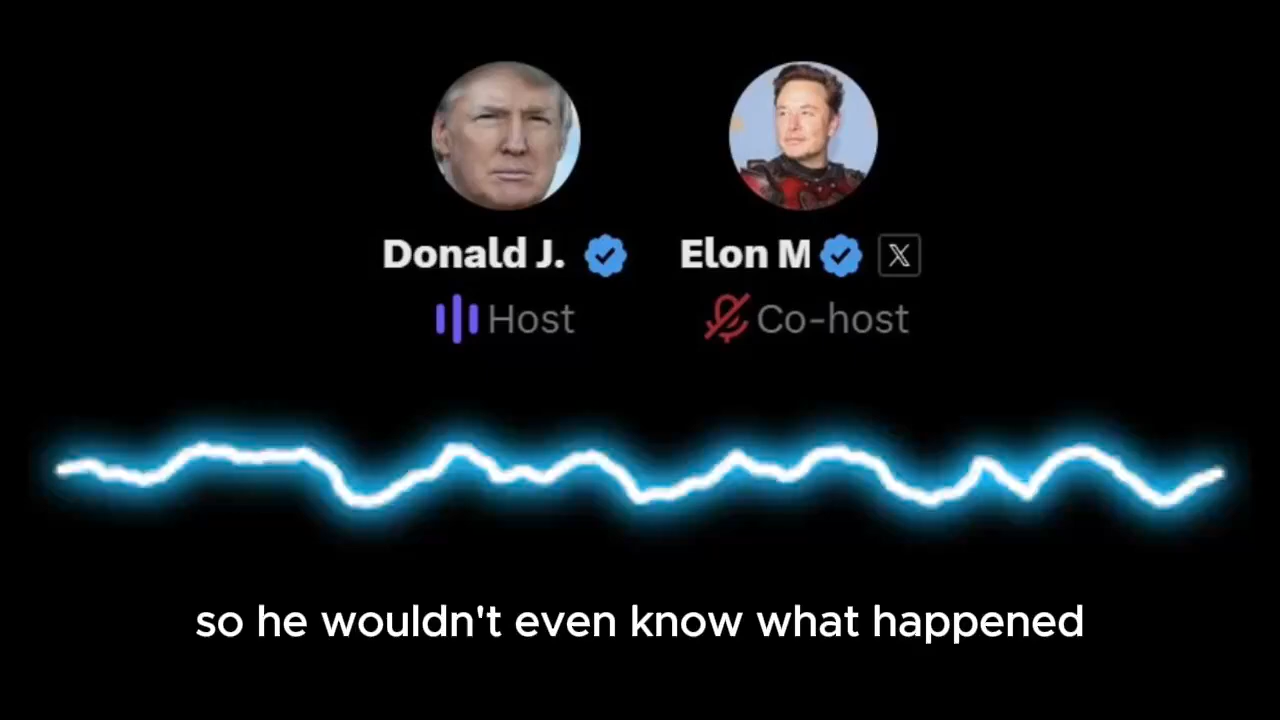 Donald J. Elon M X
Host Co-host
so he wouldn't even know what happened